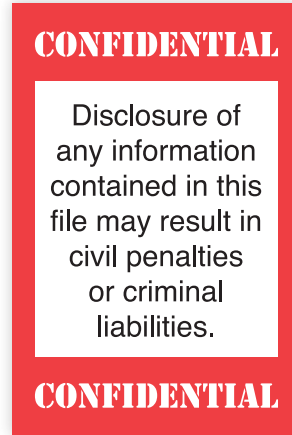 CONFIDENTIAL
Disclosure of
any information
contained in this
file may result in
civil penalties
or criminal
liabilities.
CONFIDENTIAL